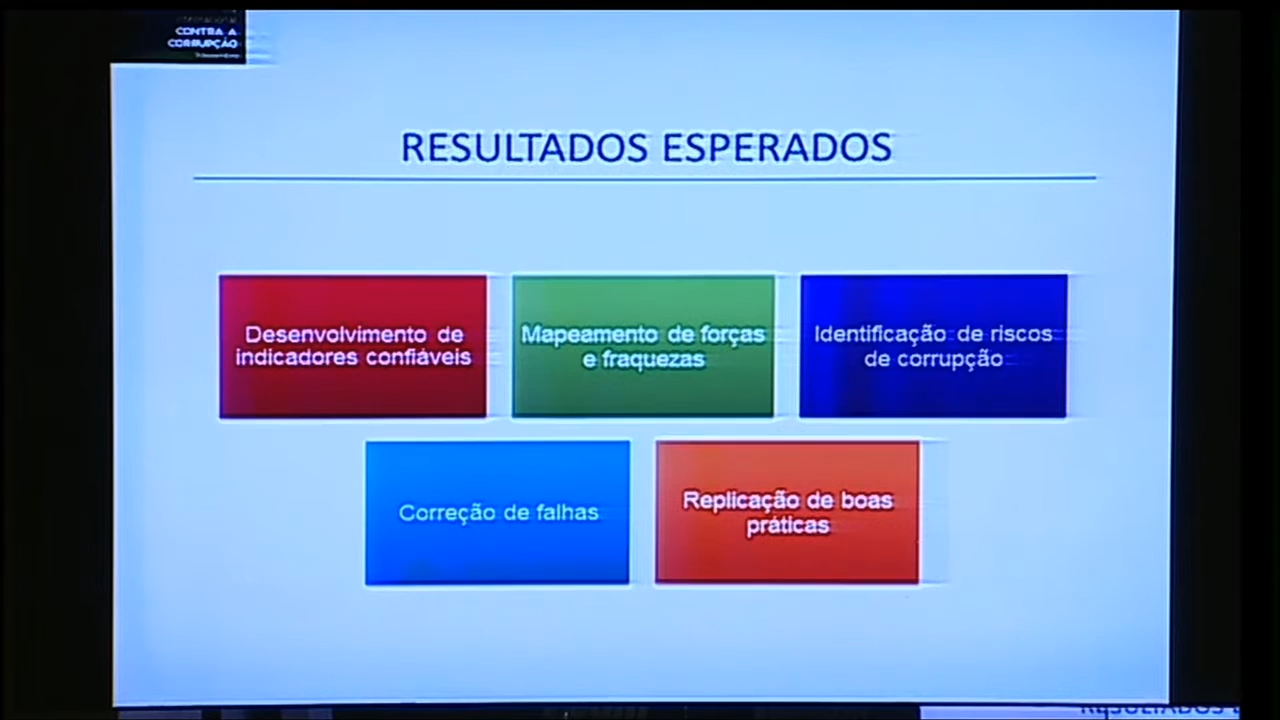 CONTRA A
CORRUPÇÃO
RESULTADOS ESPERADOS
Desenvolvimento de
indicadores confiáveis
Mapeamento de forças
e fraquezas
Identificação de riscos
de corrupção
Correção de falhas
Replicação de boas
práticas
RESULTADOS